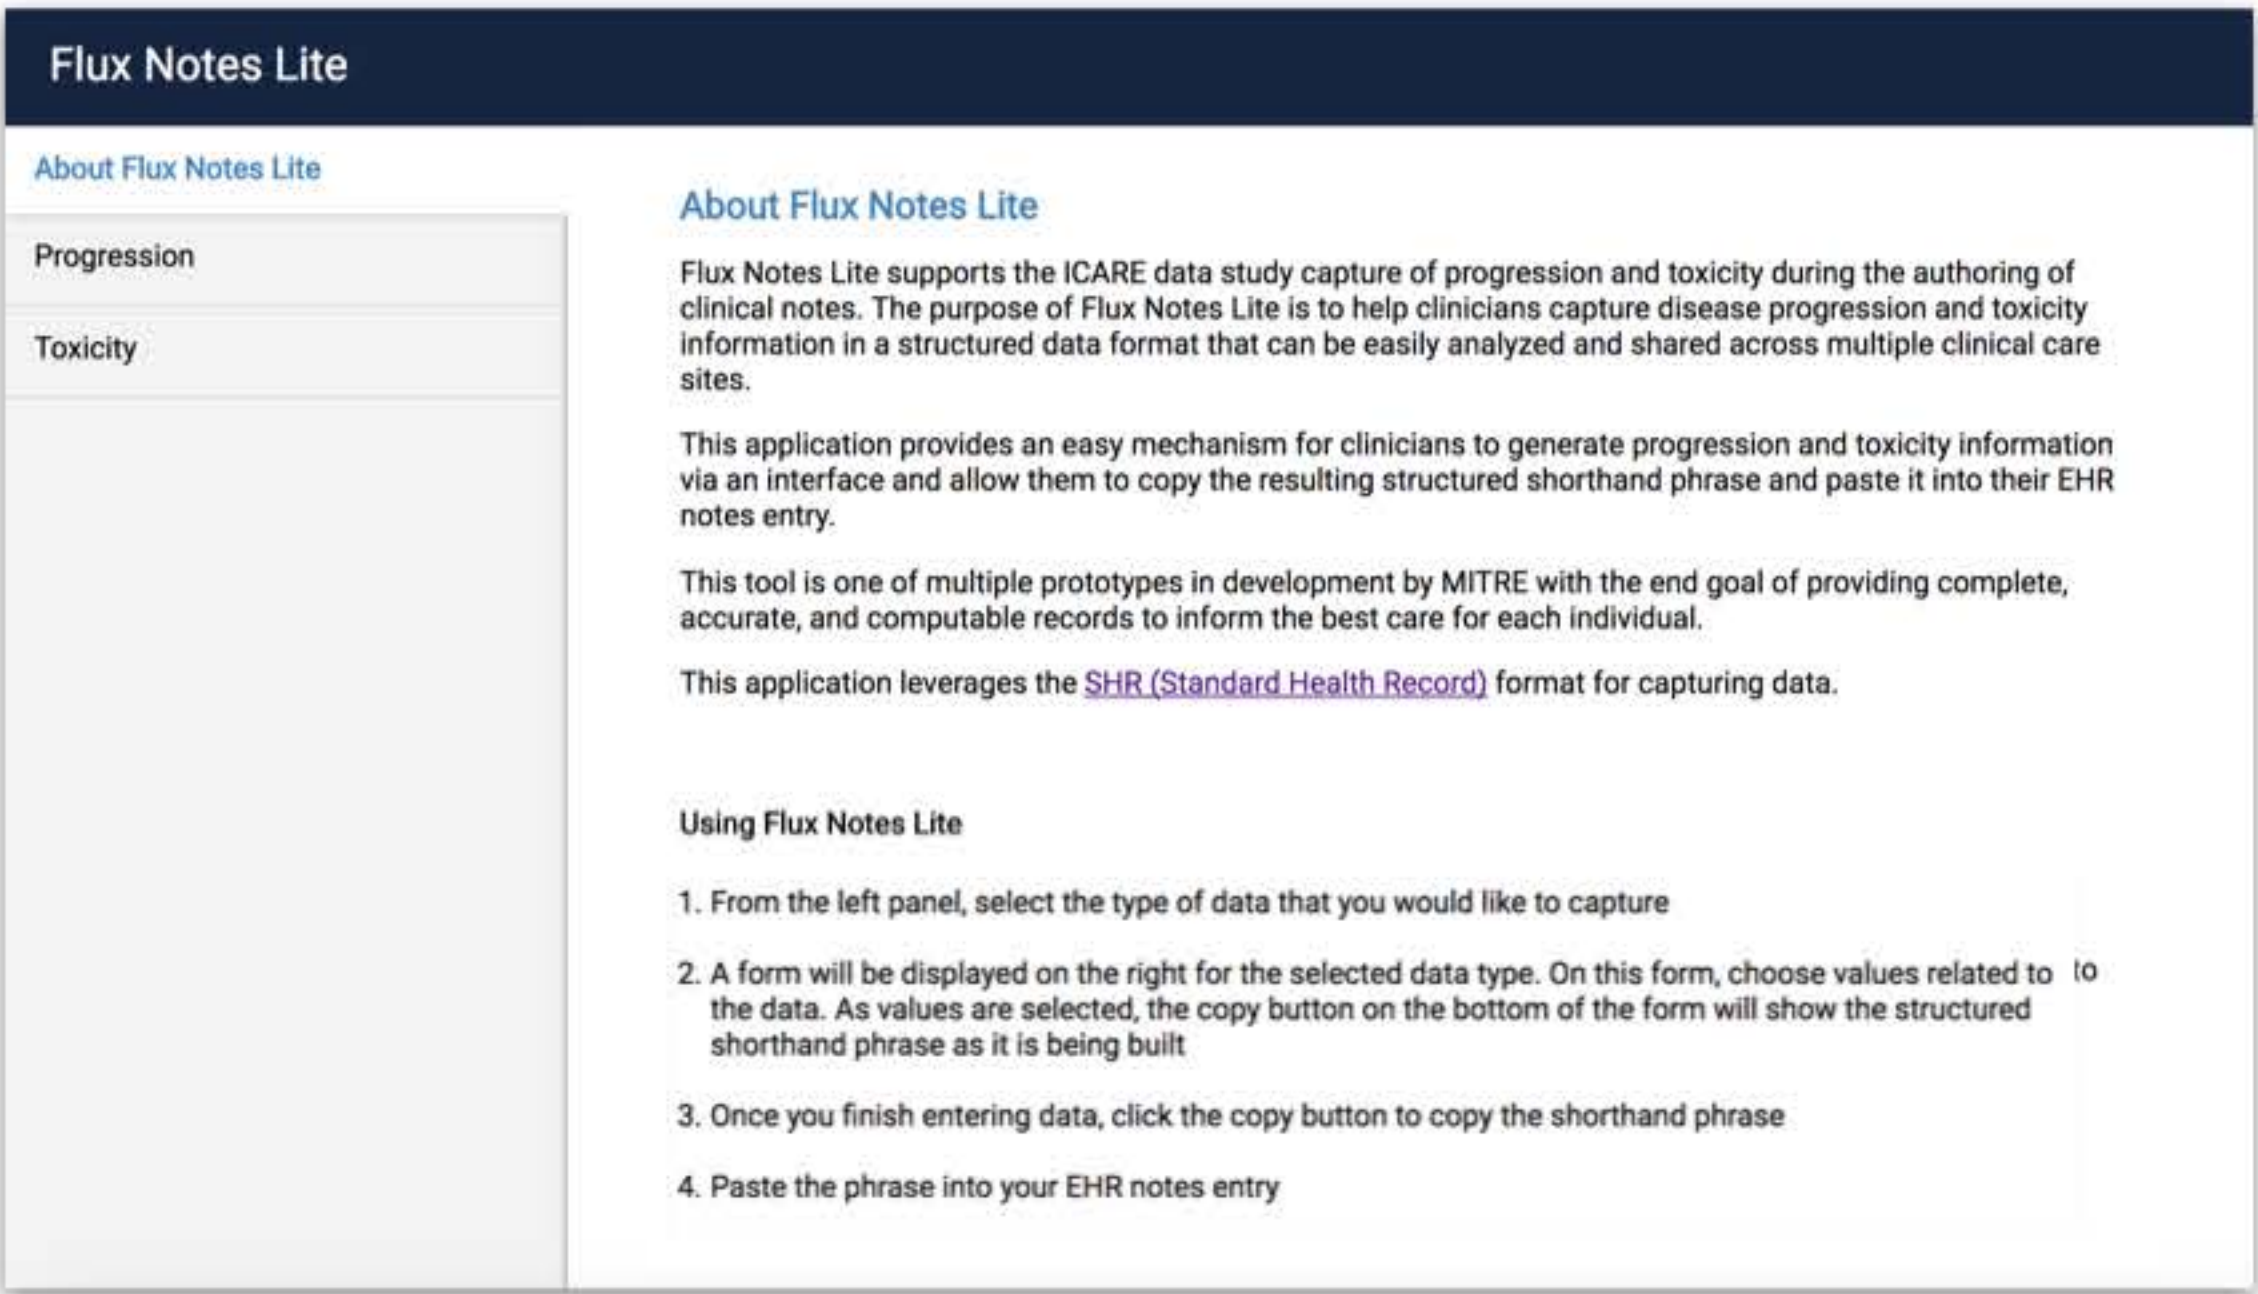 Flux Notes Lite
About Flux Notes Lite
Progression
Toxicity
About Flux Notes Lite
Flux Notes Lite supports the ICARE data study capture of progression and toxicity during the authoring of
clinical notes. The purpose of Flux Notes Lite is to help clinicians capture disease progression and toxicity
information in a structured data format that can be easily analyzed and shared across multiple clinical care
sites.
This application provides an easy mechanism for clinicians to generate progression and toxicity information
via an interface and allow them to copy the resulting structured shorthand phrase and paste it into their EHR
notes entry.
This tool is one of multiple prototypes in development by MITRE with the end goal of providing complete,
accurate, and computable records to inform the best care for each individual.
This application leverages the SHR (Standard Health Record) format for capturing data.
Using Flux Notes Lite
1. From the left panel, select the type of data that you would like to capture
2. A form will be displayed on the right for the selected data type. On this form, choose values related to to
the data. As values are selected, the copy button on the bottom of the form will show the structured
shorthand phrase as it is being built
3. Once you finish entering data, click the copy button to copy the shorthand phrase
4. Paste the phrase into your EHR notes entry